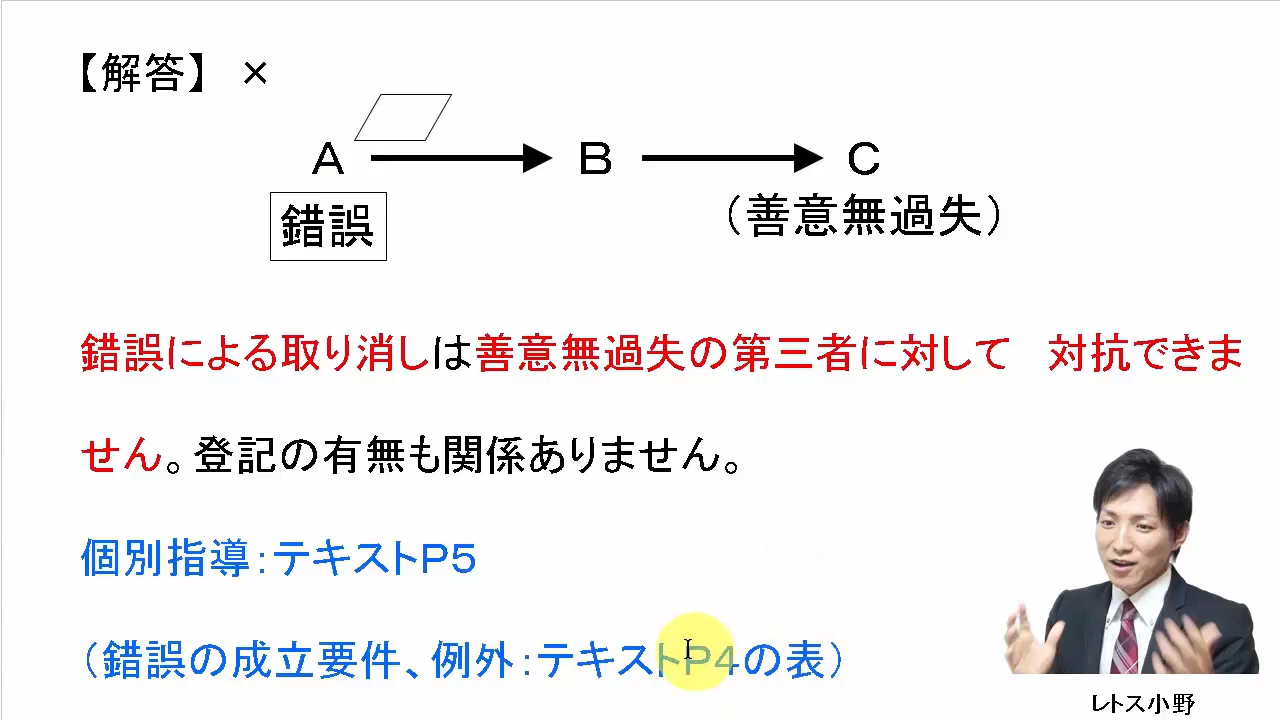 【解答】 ×
A B C
錯誤 (善意無過失)
錯誤による取り消しは善意無過失の第三者に対して 対抗できま
せん。登記の有無も関係ありません。
個別指導:テキストP5
(錯誤の成立要件、例外:テキストP4の表)
レトス小野